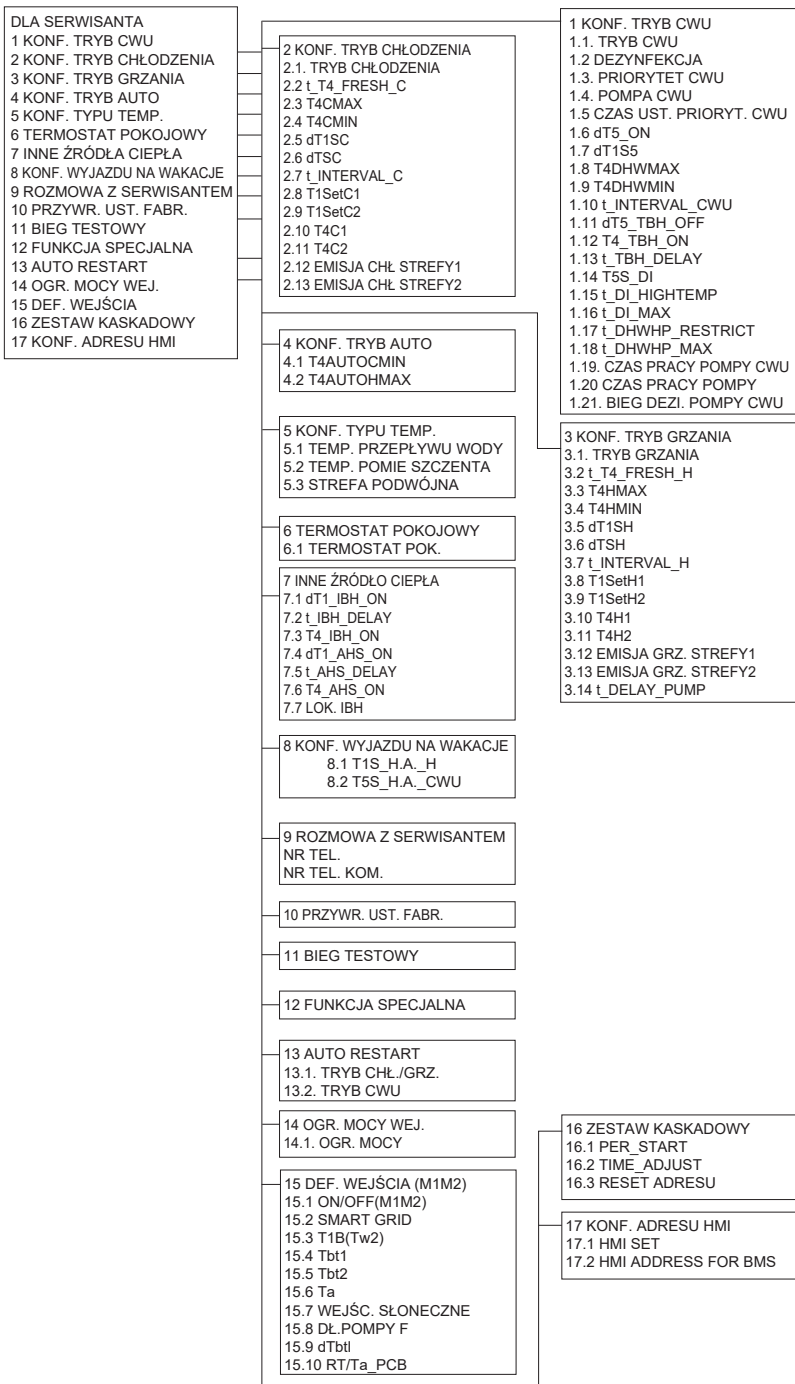 DLA SERWISANTA
1 KONF. TRYB CWU
2 KONF. TRYB CHŁODZENIA
3 KONF. TRYB GRZANIA
4 KONF. TRYB AUTO
5 KONF. TYPU TEMP.
6 TERMOSTAT POKOJOWY
7 INNE ŹRÓDŁA CIEPŁA
8 KONF. WYJAZDU NA WAKACJE
9 ROZMOWA Z SERWISANTEM
10 PRZYWR. UST. FABR.
11 BIEG TESTOWY
12 FUNKCJA SPECJALNA
13 AUTO RESTART
14 OGR. MOCY WEJ.
15 DEF. WEJŚCIA
16 ZESTAW KASKADOWY
17 KONF. ADRESU HMI
1 KONF. TRYB CWU
1.1. TRYB CWU
1.2 DEZYNFEKCJA
1.3. PRIORYTET CWU
1.4. POMPA CWU
1.5 CZAS UST. PRIORYT. CWU
1.6 dT5_ON
1.7 dT1S5
1.8 T4DHWMAX
1.9 T4DHWMIN
1.10 t_INTERVAL_CWU
1.11 dT5_TBH_OFF
1.12 T4_TBH_ON
1.13 t_TBH_DELAY
1.14 T5S_DI
1.15 t_DI_HIGHTEMP
1.16 t_DI_MAX
1.17 t_DHWHP_RESTRICT
1.18 t_DHWHP_MAX
1.19. CZAS PRACY POMPY CWU
1.20 CZAS PRACY POMPY
1.21. BIEG DEZI. POMPY CWU
2 KONF. TRYB CHŁODZENIA
2.1. TRYB CHŁODZENIA
2.2 t_T4_FRESH_C
2.3 T4CMAX
2.4 T4CMIN
2.5 dT1SC
2.6 dTSC
2.7 t_INTERVAL_C
2.8 T1SetC1
2.9 T1SetC2
2.10 T4C1
2.11 T4C2
2.12 EMISJA CHŁ STREFY1
2.13 EMISJA CHŁ STREFY2
3 KONF. TRYB GRZANIA
3.1. TRYB GRZANIA
3.2 t_T4_FRESH_H
3.3 T4HMAX
3.4 T4HMIN
3.5 dT1SH
3.6 dTSH
3.7 t_INTERVAL_H
3.8 T1SetH1
3.9 T1SetH2
3.10 T4H1
3.11 T4H2
3.12 EMISJA GRZ. STREFY1
3.13 EMISJA GRZ. STREFY2
3.14 t_DELAY_PUMP
4 KONF. TRYB AUTO
4.1 T4AUTOCMIN
4.2 T4AUTOHMAX
5 KONF. TYPU TEMP.
5.1 TEMP. PRZEPŁYWU WODY
5.2 TEMP. POMIE SZCZENTA
5.3 STREFA PODWÓJNA
6 TERMOSTAT POKOJOWY
6.1 TERMOSTAT POK.
7 INNE ŹRÓDŁO CIEPŁA
7.1 dT1_IBH_ON
7.2 t_IBH_DELAY
7.3 T4_IBH_ON
7.4 dT1_AHS_ON
7.5 t_AHS_DELAY
7.6 T4_AHS_ON
7.7 LOK. IBH
8 KONF. WYJAZDU NA WAKACJE
8.1 T1S_H.A._H
8.2 T5S_H.A._CWU
9 ROZMOWA Z SERWISANTEM
NR TEL.
NR TEL. KOM.
10 PRZYWR. UST. FABR.
11 BIEG TESTOWY
12 FUNKCJA SPECJALNA
13 AUTO RESTART
13.1. TRYB CHŁ./GRZ.
13.2. TRYB CWU
14 OGR. MOCY WEJ.
14.1. OGR. MOCY
15 DEF. WEJŚCIA (M1M2)
15.1 ON/OFF(M1M2)
15.2 SMART GRID
15.3 T1B(Tw2)
15.4 Tbt1
15.5 Tbt2
15.6 Ta
15.7 WEJŚC. SŁONECZNE
15.8 DŁ.POMPY F
15.9 dTbtl
15.10 RT/Ta_PCB
16 ZESTAW KASKADOWY
16.1 PER_START
16.2 TIME_ADJUST
16.3 RESET ADRESU
17 KONF. ADRESU HMI
17.1 HMI SET
17.2 HMI ADDRESS FOR BMS